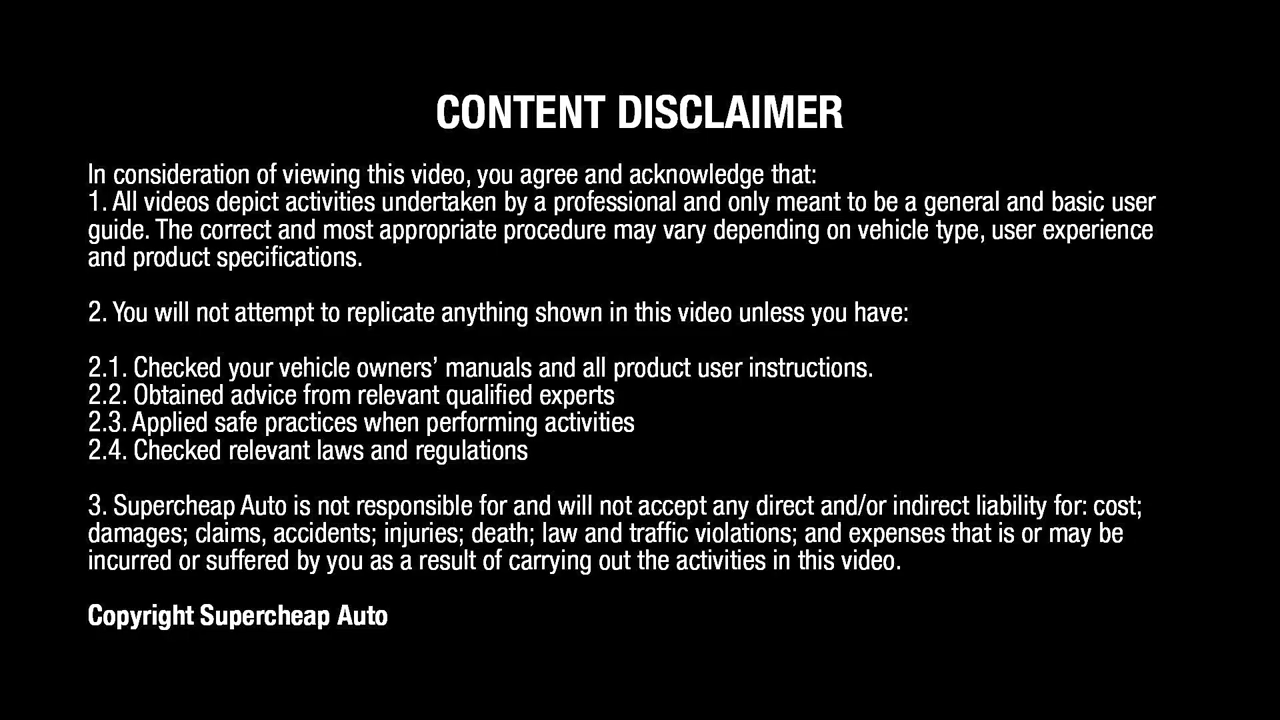 CONTENT DISCLAIMER
In consideration of viewing this video, you agree and acknowledge that:
1. All videos depict activities undertaken by a professional and only meant to be a general and basic user
guide. The correct and most appropriate procedure may vary depending on vehicle type, user experience
and product specifications.
2. You will not attempt to replicate anything shown in this video unless you have:
2.1. Checked your vehicle owners’ manuals and all product user instructions.
2.2. Obtained advice from relevant qualified experts
2.3. Applied safe practices when performing activities
2.4. Checked relevant laws and regulations
3. Supercheap Auto is not responsible for and will not accept any direct and/or indirect liability for: cost;
damages; claims, accidents; injuries; death; law and traffic violations; and expenses that is or may be
incurred or suffered by you as a result of carrying out the activities in this video.
Copyright Supercheap Auto